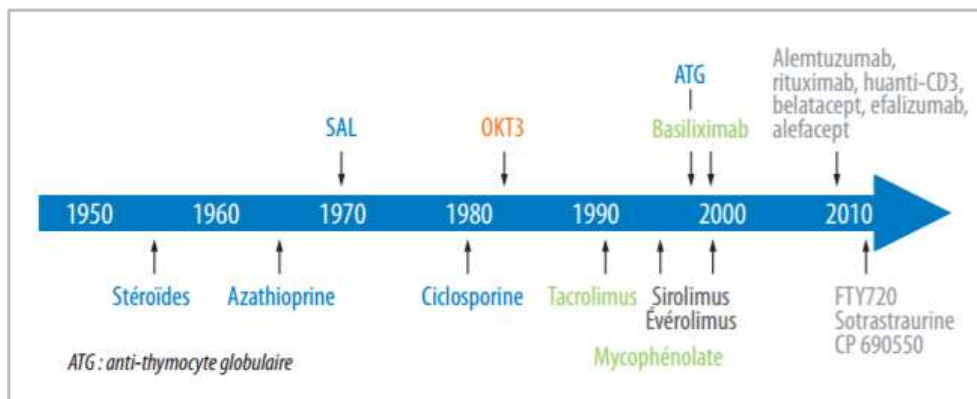 Alemtuzumab,
rituximab, huanti-CD3,
belatacept, efalizumab,
alefacept
ATG
SAL
OKT3
Basiliximab
1950 1960 1970 1980 1990 2000 2010
Stéroïdes
Azathioprine
Ciclosporine
Tacrolimus
Sirolimus
Évérolimus
FTY720
Sotrastraurine
CP 690550
Mycophénolate
ATG : anti-thymocyte globulaire